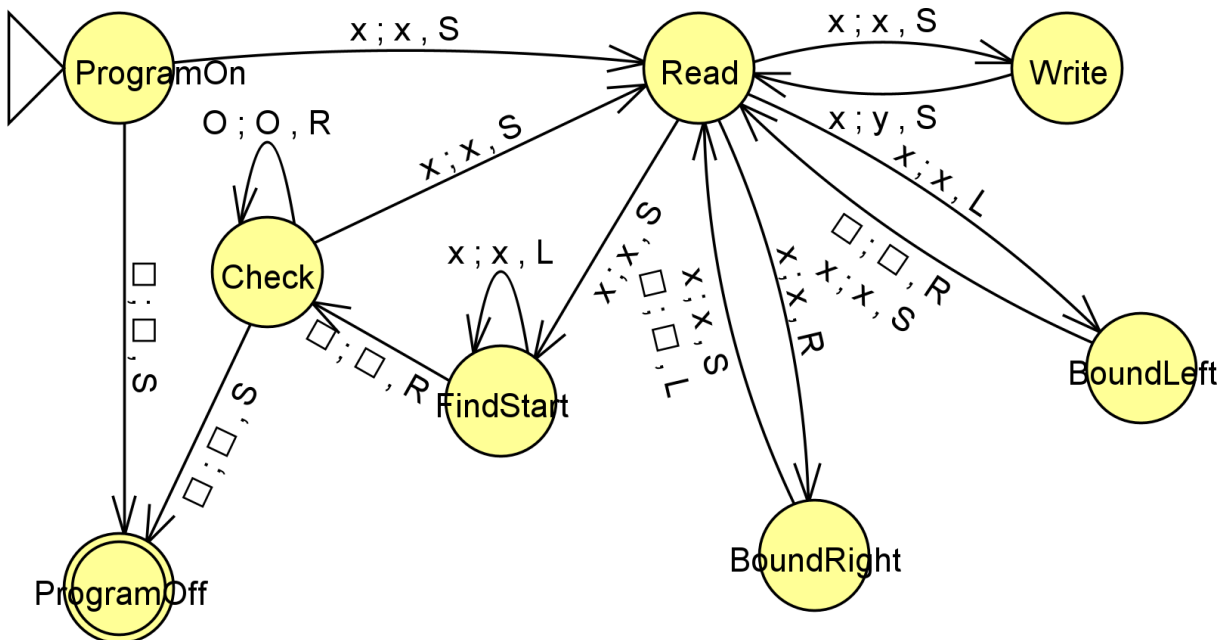 x ; x , S
x ; x , S
ProgramOn
Read
Write
O ; O , R
x ; y , S
x ; x , S
x ; x , L
Check
x ; x , L
□ ; □ , S
x ; x , S
□ ; □ , R
x ; x , S
x ; x , R
x ; x , S
□ ; □ , L
□ ; □ , R
BoundLeft
FindStart
□ ; □ , S
BoundRight
ProgramOff